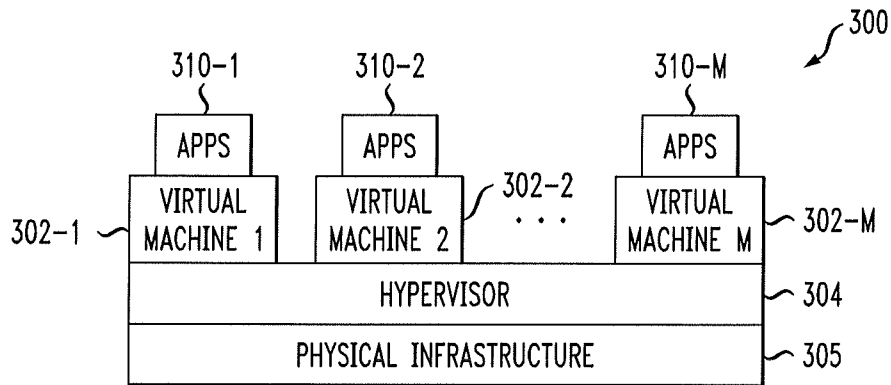 300
310-1
310-2
310-M
APPS
APPS
APPS
302-1
VIRTUAL
MACHINE 1
VIRTUAL
MACHINE 2
302-2
. . .
VIRTUAL
MACHINE M
302-M
HYPERVISOR
304
PHYSICAL INFRASTRUCTURE
305